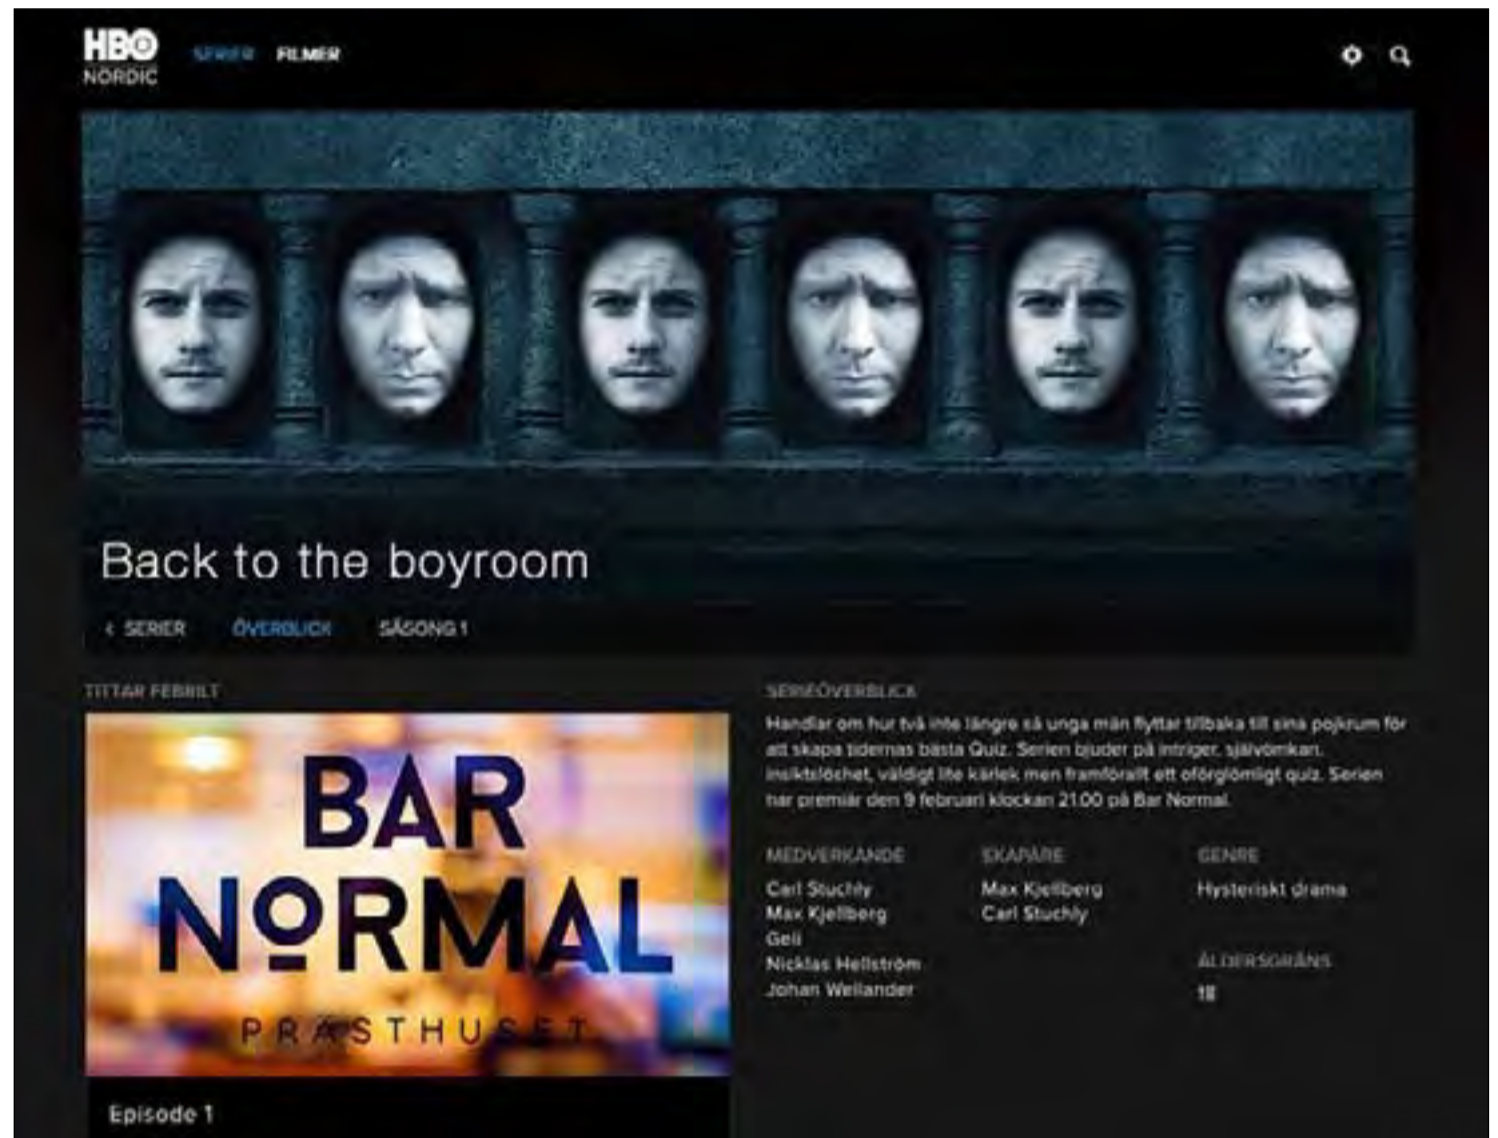 HBO
NORDIC
SERIER FILMER
Back to the boyroom
‹ SERIER ÖVERBLICK SÄSONG 1
TITTAR FEBRILT
BAR
NORMAL
PRÆSTHUSET
Episode 1
SERIEÖVERBLICK
Handlar om hur två inte längre så unga män flyttar tillbaka till sina pojkrum för
att skapa tidernas bästa Quiz. Serien bjuder på intriger, självömkan,
insiktslöshet, väldigt lite kärlek men framförallt ett oförglömligt quiz. Serien
har premiär den 9 februari klockan 21.00 på Bar Normal.
MEDVERKANDE
Carl Stuchly
Max Kjellberg
Geli
Nicklas Hellström
Johan Wellander
SKAPARE
Max Kjellberg
Carl Stuchly
GENRE
Hysteriskt drama
ÅLDERSGRÄNS
18